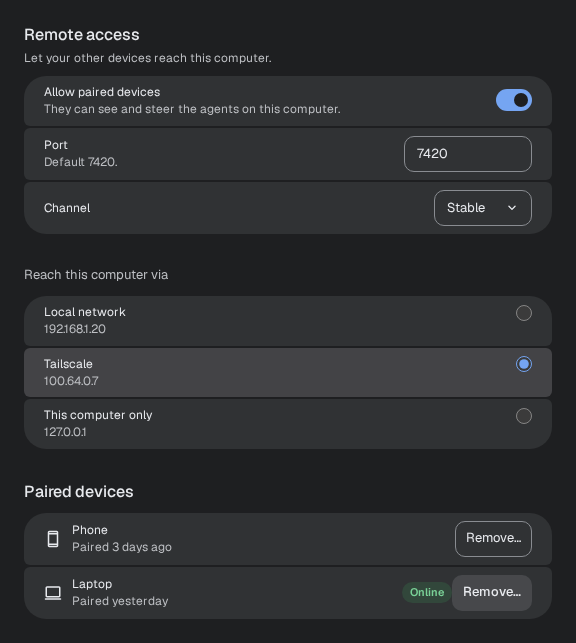 Remote access
Let your other devices reach this computer.
Allow paired devices
They can see and steer the agents on this computer.
Port
Default 7420.
7420
Channel
Stable
Reach this computer via
Local network
192.168.1.20
Tailscale
100.64.0.7
This computer only
127.0.0.1
Paired devices
Phone
Paired 3 days ago
Remove…
Laptop
Paired yesterday
Online
Remove…